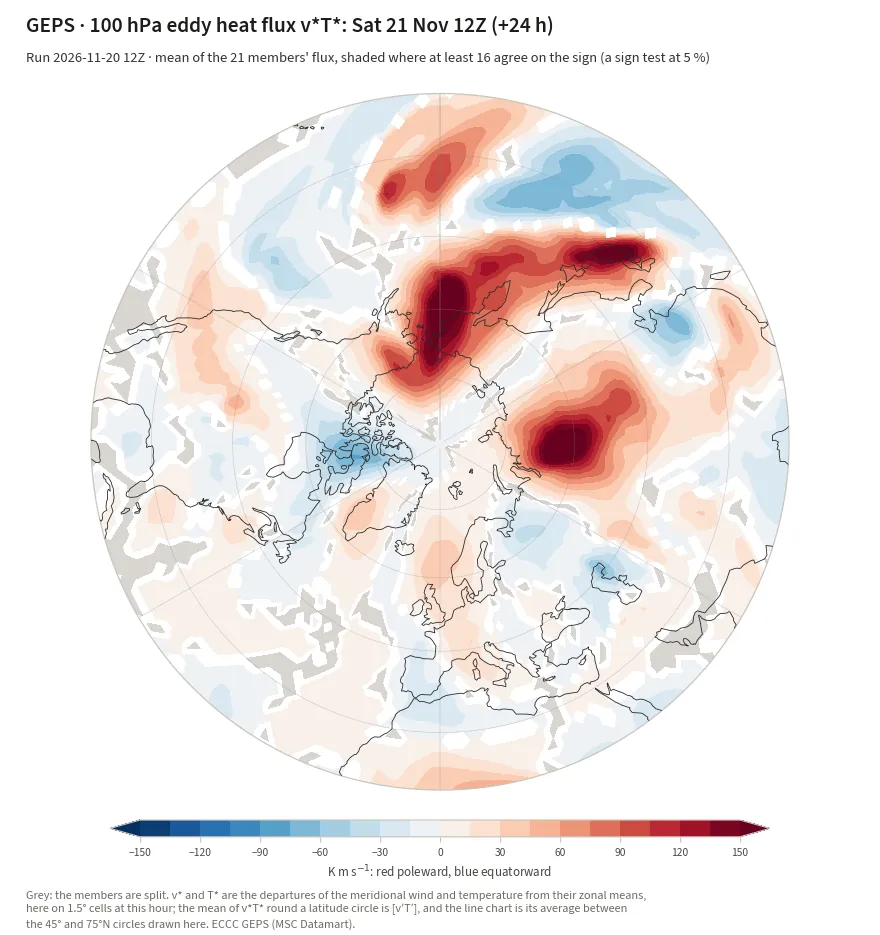 GEPS · 100 hPa eddy heat flux v*T*: Sat 21 Nov 12Z (+24 h)
Run 2026-11-20 12Z · mean of the 21 members' flux, shaded where at least 16 agree on the sign (a sign test at 5 %)
−150 −120 −90 −60 −30 0 30 60 90 120 150
K m s⁻¹: red poleward, blue equatorward
Grey: the members are split. v* and T* are the departures of the meridional wind and temperature from their zonal means,
here on 1.5° cells at this hour; the mean of v*T* round a latitude circle is [v′T′], and the line chart is its average between
the 45° and 75°N circles drawn here. ECCC GEPS (MSC Datamart).